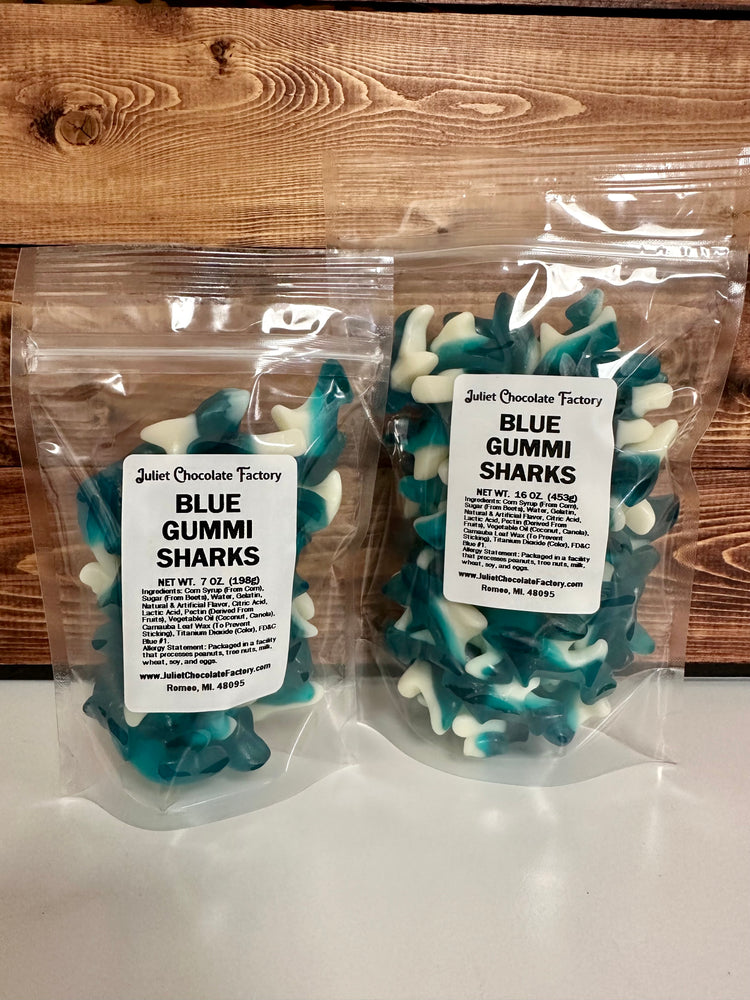 Juliet Chocolate Factory
BLUE
GUMMI
SHARKS
NET WT. 7 OZ. (198g)
Ingredients: Corn Syrup (From Corn),
Sugar (From Beets), Water, Gelatin,
Natural & Artificial Flavor, Citric Acid,
Lactic Acid, Pectin (Derived From
Fruits), Vegetable Oil (Coconut, Canola),
Carnauba Leaf Wax (To Prevent
Sticking), Titanium Dioxide (Color), FD&C
Blue #1.
Allergy Statement: Packaged in a facility
that processes peanuts, tree nuts, milk,
wheat, soy, and eggs.
www.JulietChocolateFactory.com
Romeo, MI. 48095
Juliet Chocolate Factory
BLUE
GUMMI
SHARKS
NET WT. 16 OZ. (453g)
Ingredients: Corn Syrup (From Corn),
Sugar (From Beets), Water, Gelatin,
Natural & Artificial Flavor, Citric Acid,
Lactic Acid, Pectin (Derived From
Fruits), Vegetable Oil (Coconut, Canola),
Carnauba Leaf Wax (To Prevent
Sticking), Titanium Dioxide (Color), FD&C
Blue #1.
Allergy Statement: Packaged in a facility
that processes peanuts, tree nuts, milk,
wheat, soy, and eggs.
www.JulietChocolateFactory.com
Romeo, MI. 48095